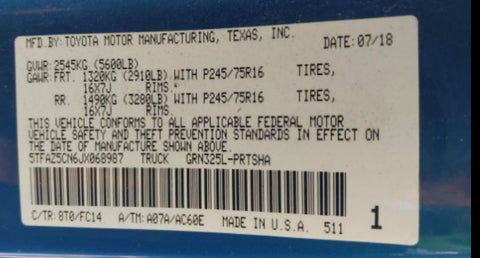 MFD.BY: TOYOTA MOTOR MANUFACTURING, TEXAS, INC. DATE: 07/18
GVWR: 2545KG (5600LB)
GAWR: FRT. 1320KG (2910LB) WITH P245/75R16 TIRES,
16X7J RIMS.
RR. 1490KG (3280LB) WITH P245/75R16 TIRES,
16X7J RIMS.
THIS VEHICLE CONFORMS TO ALL APPLICABLE FEDERAL MOTOR
VEHICLE SAFETY AND THEFT PREVENTION STANDARDS IN EFFECT ON
THE DATE OF MANUFACTURE SHOWN ABOVE.
5TFAZ5CN6JX068987 TRUCK GRN325L-PRTSHA
C/TR: 8T0/FC14 A/TM: A07A/AC60E MADE IN U.S.A. 511 1